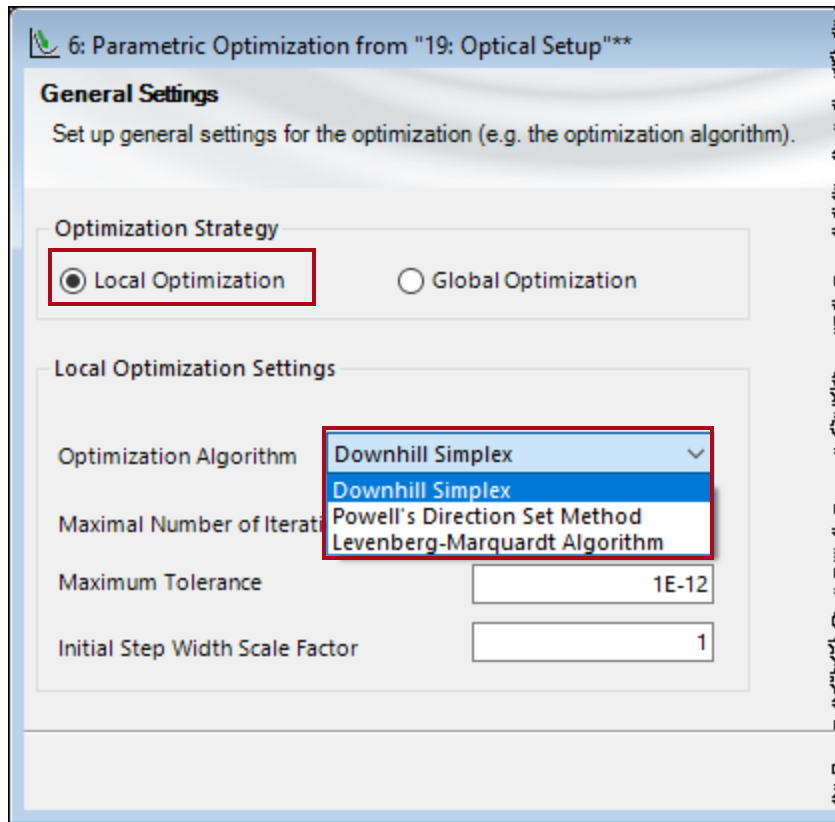 6: Parametric Optimization from "19: Optical Setup"**
General Settings
Set up general settings for the optimization (e.g. the optimization algorithm).
Optimization Strategy
Local Optimization
Global Optimization
Local Optimization Settings
Optimization Algorithm
Downhill Simplex
Downhill Simplex
Powell's Direction Set Method
Levenberg-Marquardt Algorithm
Maximal Number of
Maximum Tolerance
1E-12
Initial Step Width Scale Factor
1